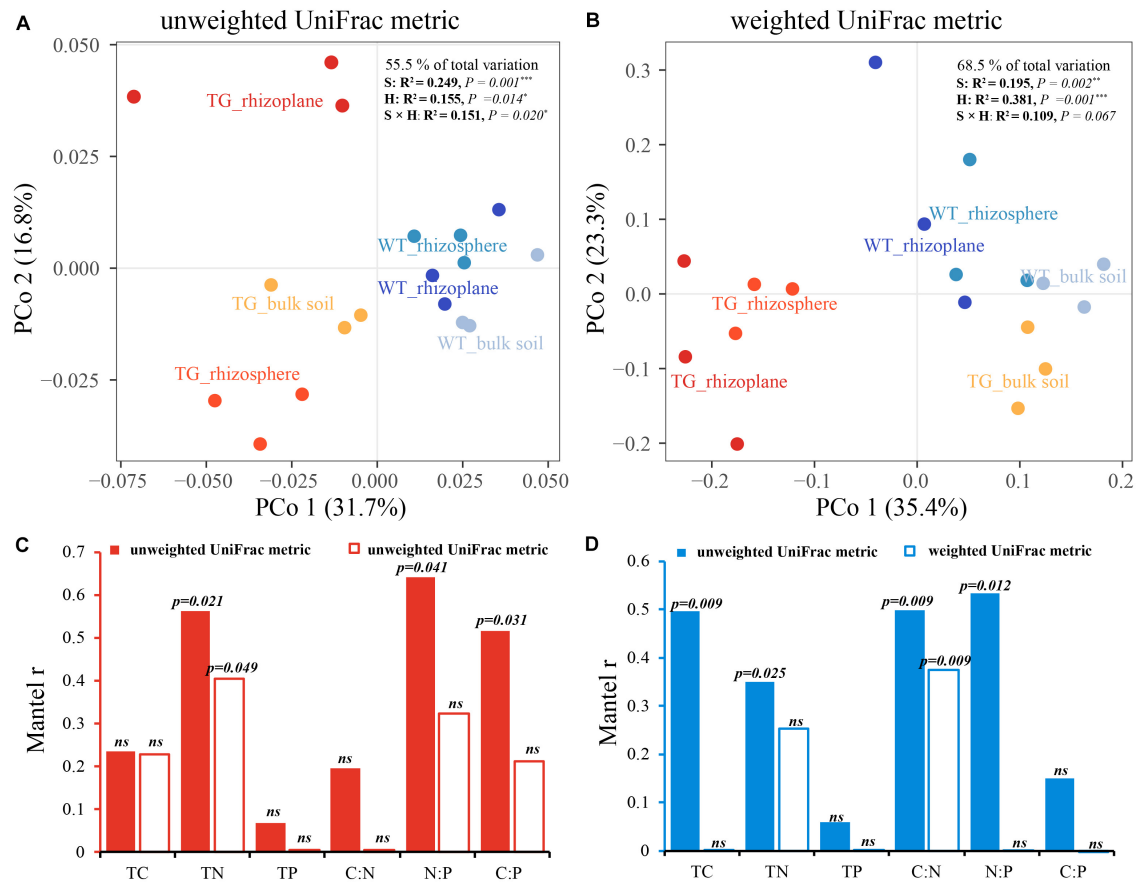 A
unweighted UniFrac metric
0.050
0.025
0.000
−0.025
PCo 2 (16.8%)
55.5 % of total variation
S: R² = 0.249, P = 0.001***
H: R² = 0.155, P =0.014*
S × H: R² = 0.151, P = 0.020*
TG_rhizoplane
WT_rhizosphere
WT_rhizoplane
TG_bulk soil
WT_bulk soil
TG_rhizosphere
−0.075
−0.050
−0.025
0.000
0.025
0.050
PCo 1 (31.7%)
B
weighted UniFrac metric
0.3
0.2
0.1
0.0
−0.1
−0.2
PCo 2 (23.3%)
68.5 % of total variation
S: R² = 0.195, P = 0.002**
H: R² = 0.381, P =0.001***
S × H: R² = 0.109, P = 0.067
WT_rhizosphere
WT_rhizoplane
WT_bulk soil
TG_rhizosphere
TG_rhizoplane
TG_bulk soil
−0.2
−0.1
0.0
0.1
0.2
PCo 1 (35.4%)
C
unweighted UniFrac metric
unweighted UniFrac metric
0.7
0.6
0.5
0.4
0.3
0.2
0.1
0
Mantel r
ns
ns
p=0.021
p=0.049
ns
ns
ns
ns
p=0.041
ns
p=0.031
ns
TC
TN
TP
C:N
N:P
C:P
D
unweighted UniFrac metric
weighted UniFrac metric
0.6
0.5
0.4
0.3
0.2
0.1
0
Mantel r
p=0.009
ns
p=0.025
ns
ns
ns
p=0.009
p=0.009
p=0.012
ns
ns
ns
TC
TN
TP
C:N
N:P
C:P